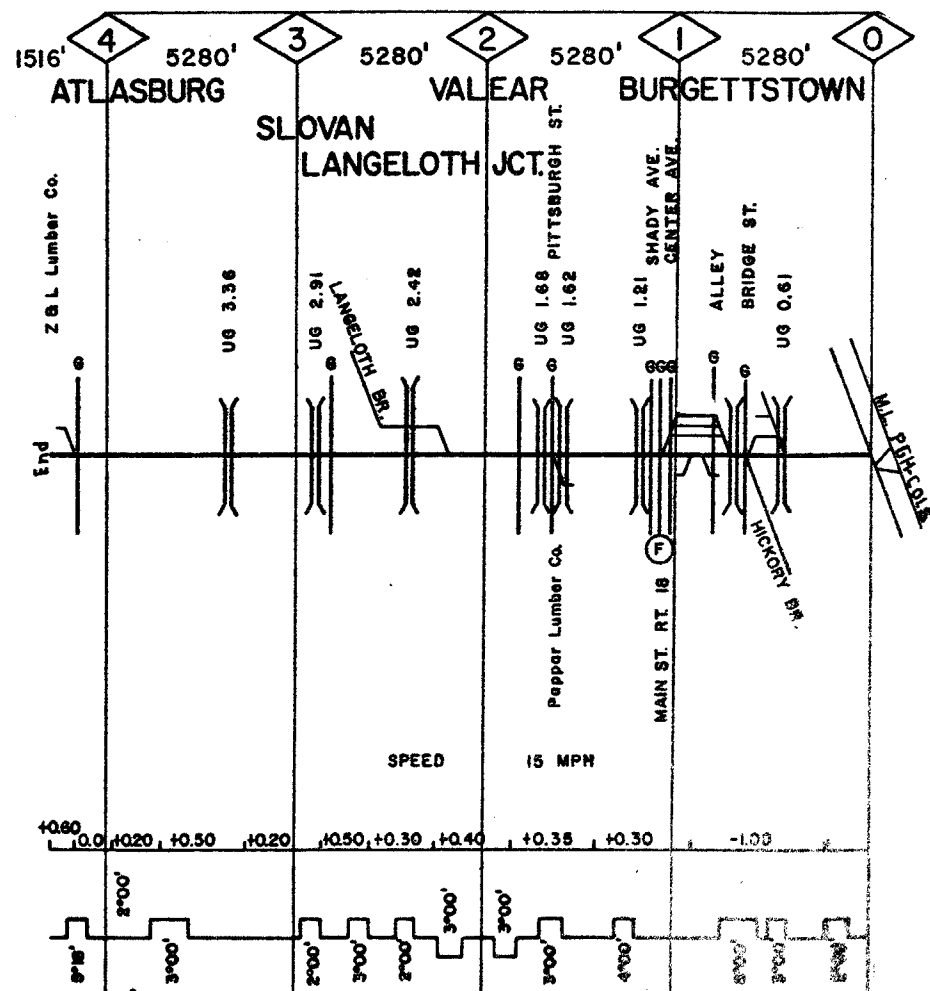 4 3 2 1 0
1516' 5280' 5280' 5280' 5280'
ATLASBURG VALEAR BURGETTSTOWN
SLOVAN
LANGELOTH JCT.
Z & L Lumber Co.
UG 3.36
UG 2.91
LANGELOTH BR.
UG 2.42
UG 1.68
PITTSBURGH ST.
UG 1.62
UG 1.21
SHADY AVE.
CENTER AVE.
ALLEY
BRIDGE ST.
UG 0.61
G G G G GGG G G
End
M.L. PGH-COLS
HICKORY BR.
F
Peppar Lumber Co.
MAIN ST. RT. 18
SPEED 15 MPH
+0.60 0.0 +0.20 +0.50 +0.20 +0.50 +0.30 +0.40 +0.35 +0.30 -1.00
2°00' 3°00' 3°00'
3°00' 2°00' 3°00' 2°00' 3°00' 4°00' 3°00'